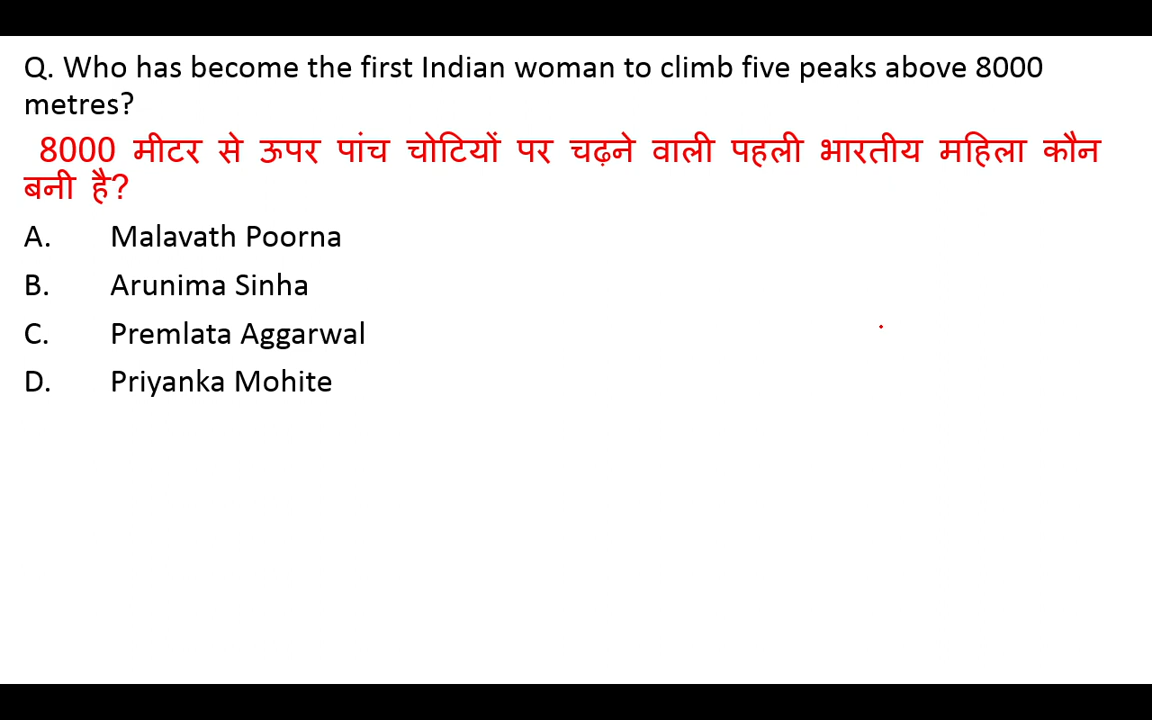 Q. Who has become the first Indian woman to climb five peaks above 8000
metres?
8000 मीटर से ऊपर पांच चोटियों पर चढ़ने वाली पहली भारतीय महिला कौन
बनी है?
A. Malavath Poorna
B. Arunima Sinha
C. Premlata Aggarwal
D. Priyanka Mohite